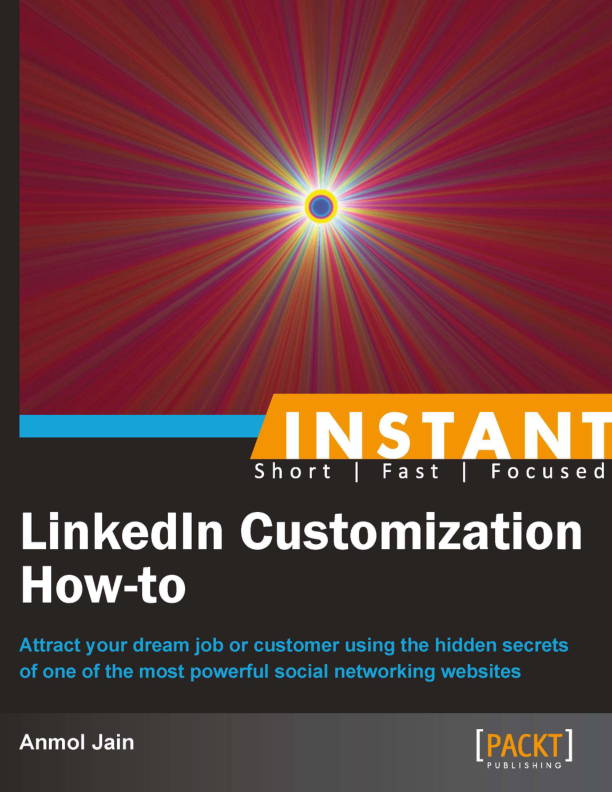 INSTANT
Short | Fast | Focused
LinkedIn Customization
How-to
Attract your dream job or customer using the hidden secrets
of one of the most powerful social networking websites
Anmol Jain
[PACKT]
PUBLISHING